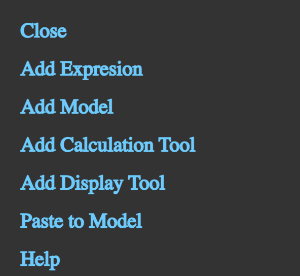 Close
Add Expresion
Add Model
Add Calculation Tool
Add Display Tool
Paste to Model
Help